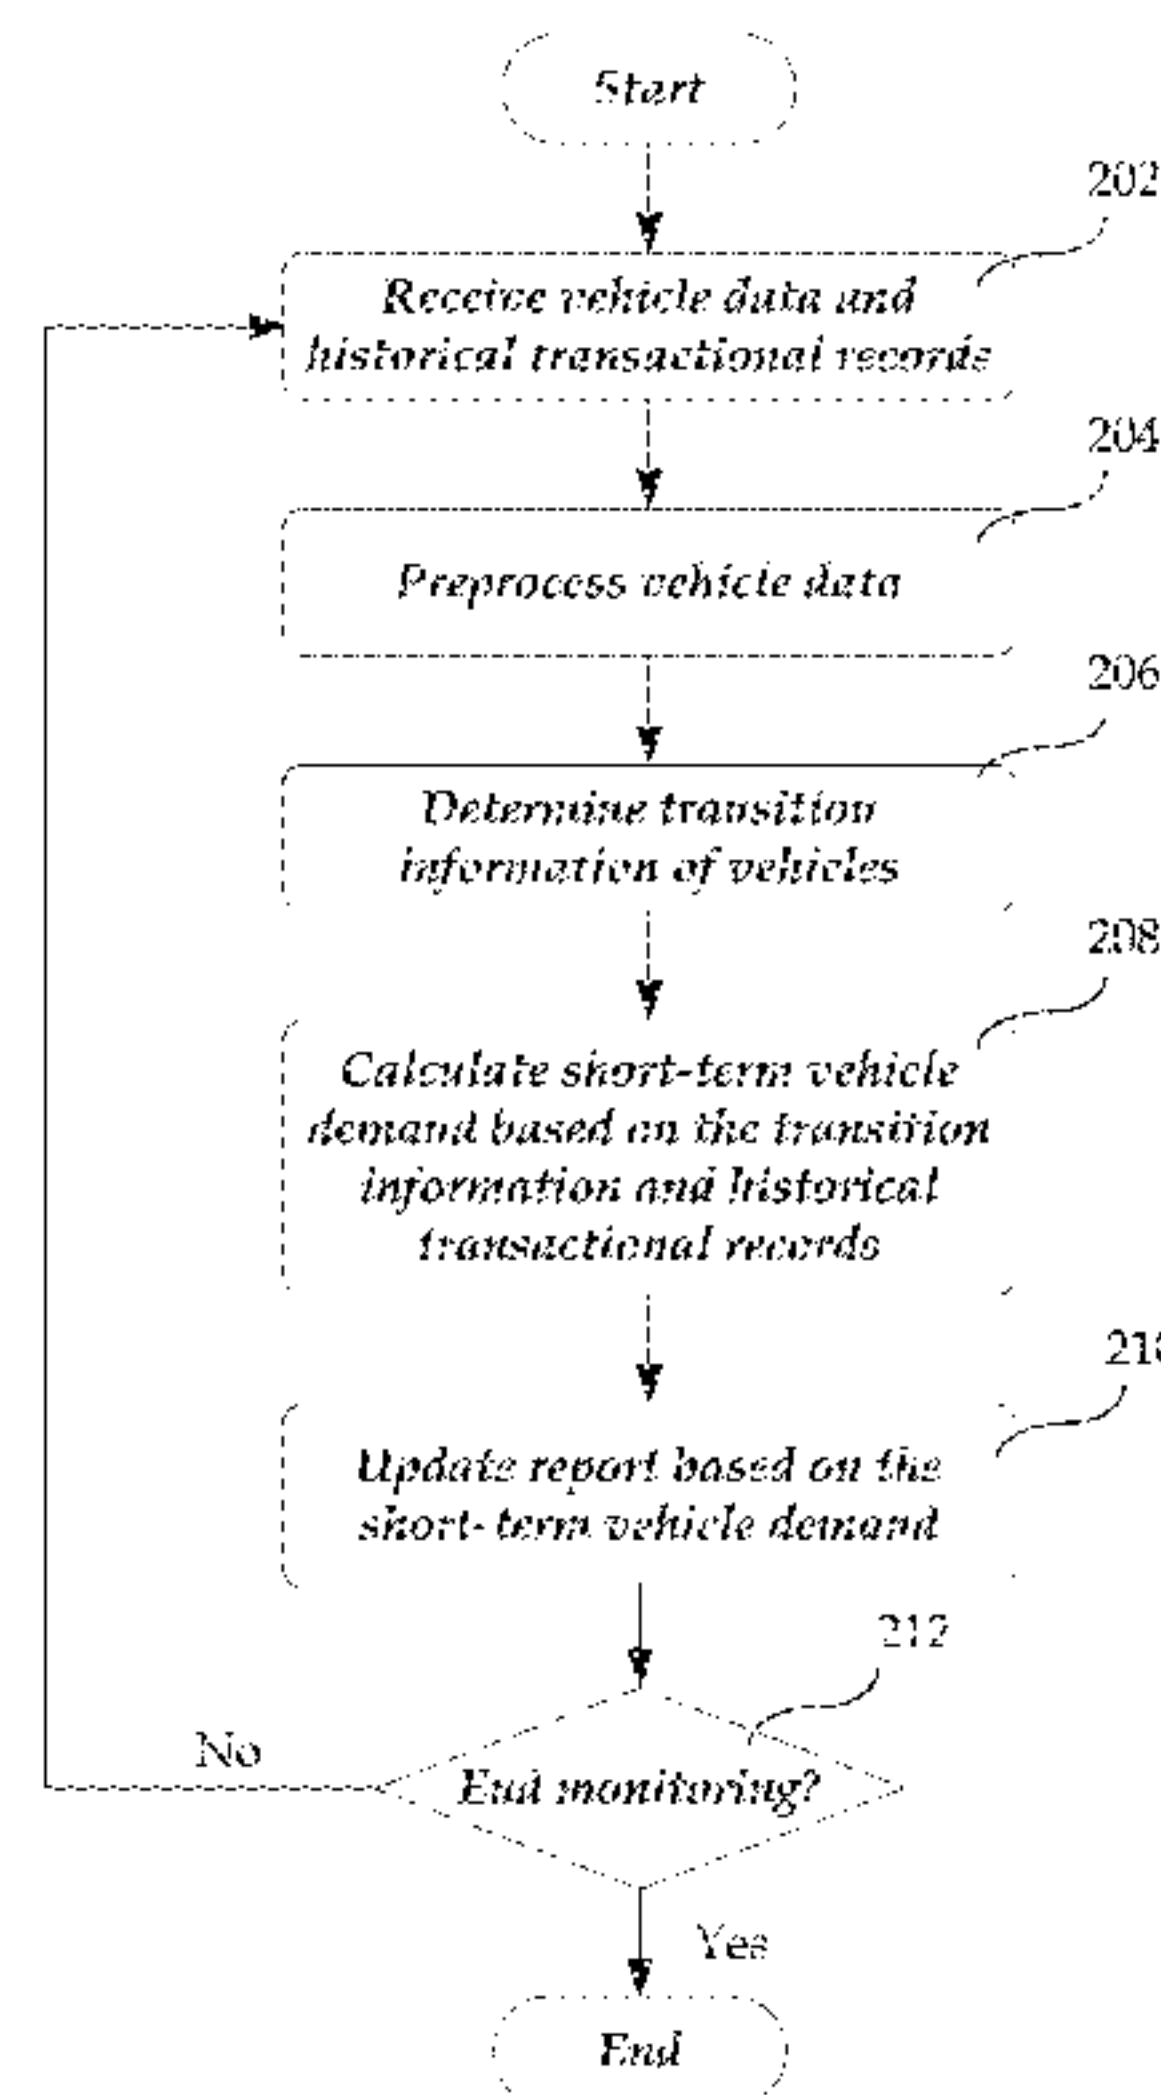 Start
202
Receive vehicle data and
historical transactional records
204
Preprocess vehicle data
206
Determine transition
information of vehicles
208
Calculate short-term vehicle
demand based on the transition
information and historical
transactional records
210
Update report based on the
short-term vehicle demand
212
No
End monitoring?
Yes
End